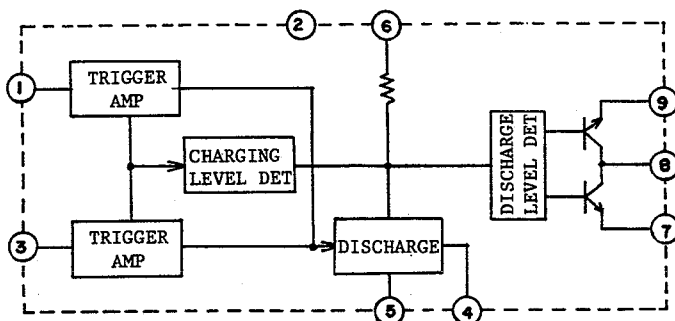 2
6
1
TRIGGER
AMP
9
CHARGING
LEVEL DET
DISCHARGE
LEVEL DET
8
3
TRIGGER
AMP
DISCHARGE
7
5
4